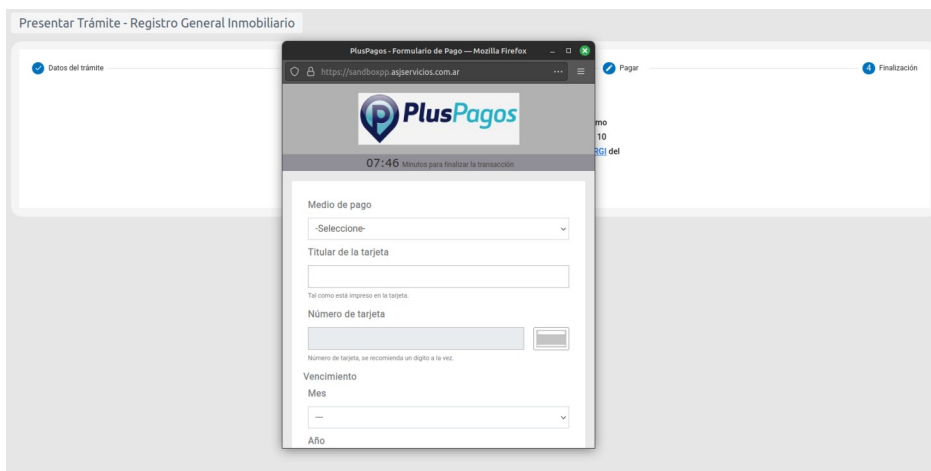 Presentar Trámite - Registro General Inmobiliario
PlusPagos - Formulario de Pago — Mozilla Firefox
Datos del trámite
Pagar
4 Finalización
https://sandboxpp.asjservicios.com.ar
PlusPagos
mo
10
RGI del
07:46 Minutos para finalizar la transacción
Medio de pago
-Seleccione-
Titular de la tarjeta
Tal como está impreso en la tarjeta.
Número de tarjeta
Número de tarjeta, se recomienda un dígito a la vez.
Vencimiento
Mes
---
Año